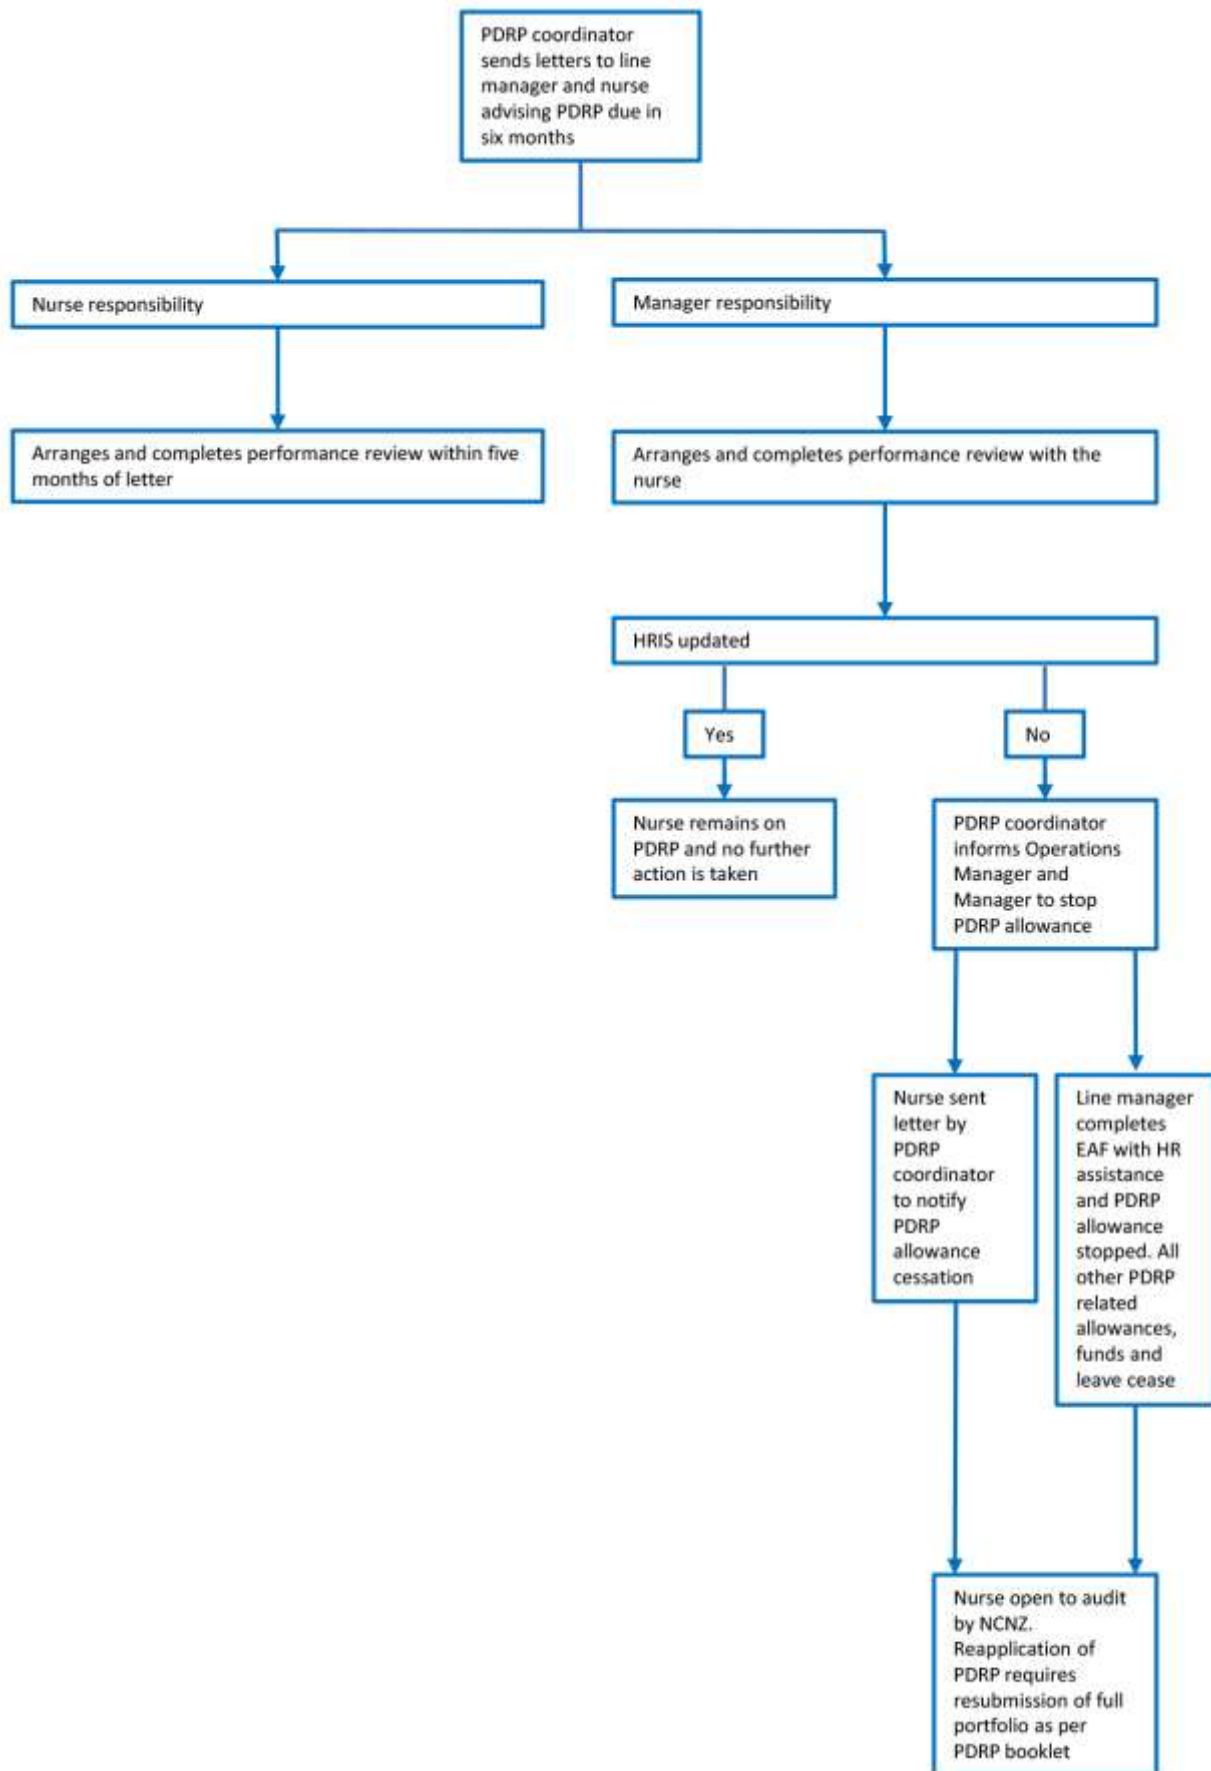 PDRP coordinator
sends letters to line
manager and nurse
advising PDRP due in
six months
Nurse responsibility
Manager responsibility
Arranges and completes performance review within five
months of letter
Arranges and completes performance review with the
nurse
HRIS updated
Yes
No
Nurse remains on
PDRP and no further
action is taken
PDRP coordinator
informs Operations
Manager and
Manager to stop
PDRP allowance
Nurse sent
letter by
PDRP
coordinator
to notify
PDRP
allowance
cessation
Line manager
completes
EAF with HR
assistance
and PDRP
allowance
stopped. All
other PDRP
related
allowances,
funds and
leave cease
Nurse open to audit
by NCNZ.
Reapplication of
PDRP requires
resubmission of full
portfolio as per
PDRP booklet